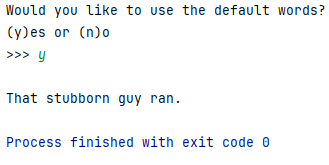 Would you like to use the default words?
(y)es or (n)o
>>> y
That stubborn guy ran.
Process finished with exit code 0